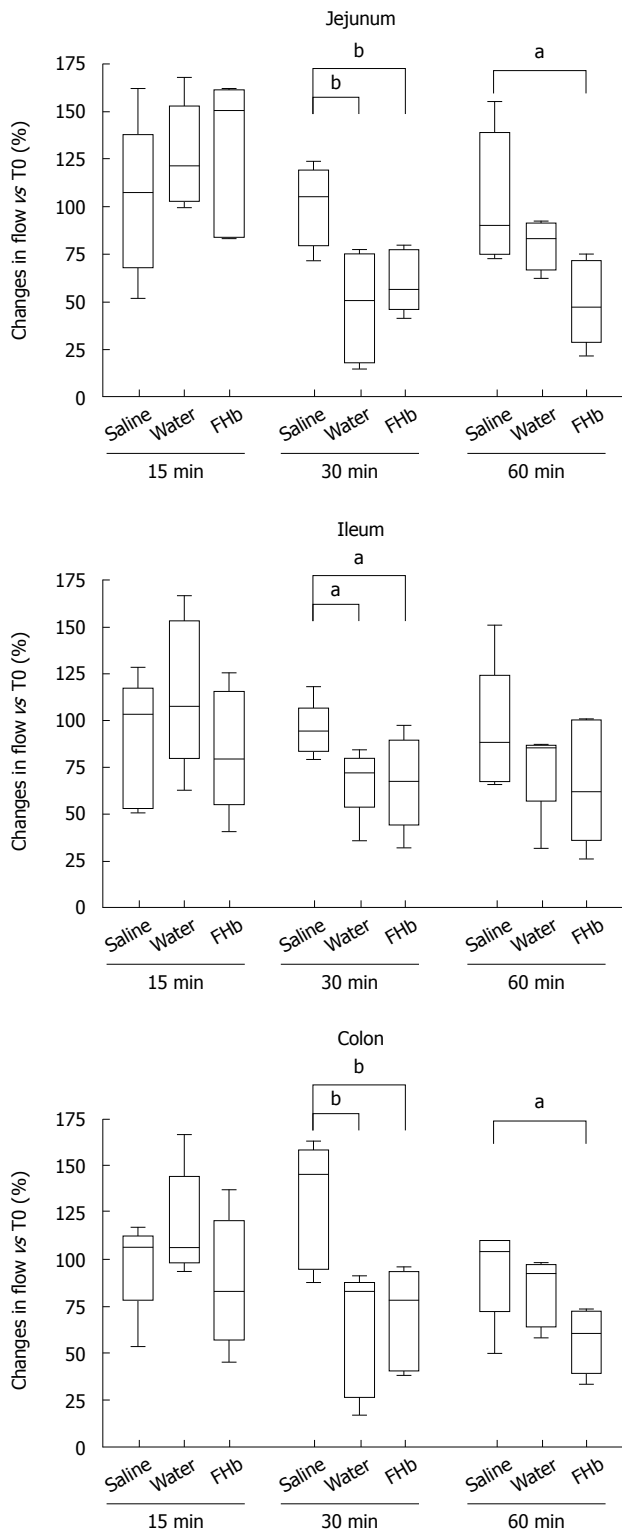 Jejunum
b
b
a
Changes in flow vs T0 (%)
175
150
125
100
75
50
25
0
Saline Water FHb Saline Water FHb Saline Water FHb
15 min 30 min 60 min
Ileum
a
a
Changes in flow vs T0 (%)
175
150
125
100
75
50
25
0
Saline Water FHb Saline Water FHb Saline Water FHb
15 min 30 min 60 min
Colon
b
b
a
Changes in flow vs T0 (%)
175
150
125
100
75
50
25
0
Saline Water FHb Saline Water FHb Saline Water FHb
15 min 30 min 60 min